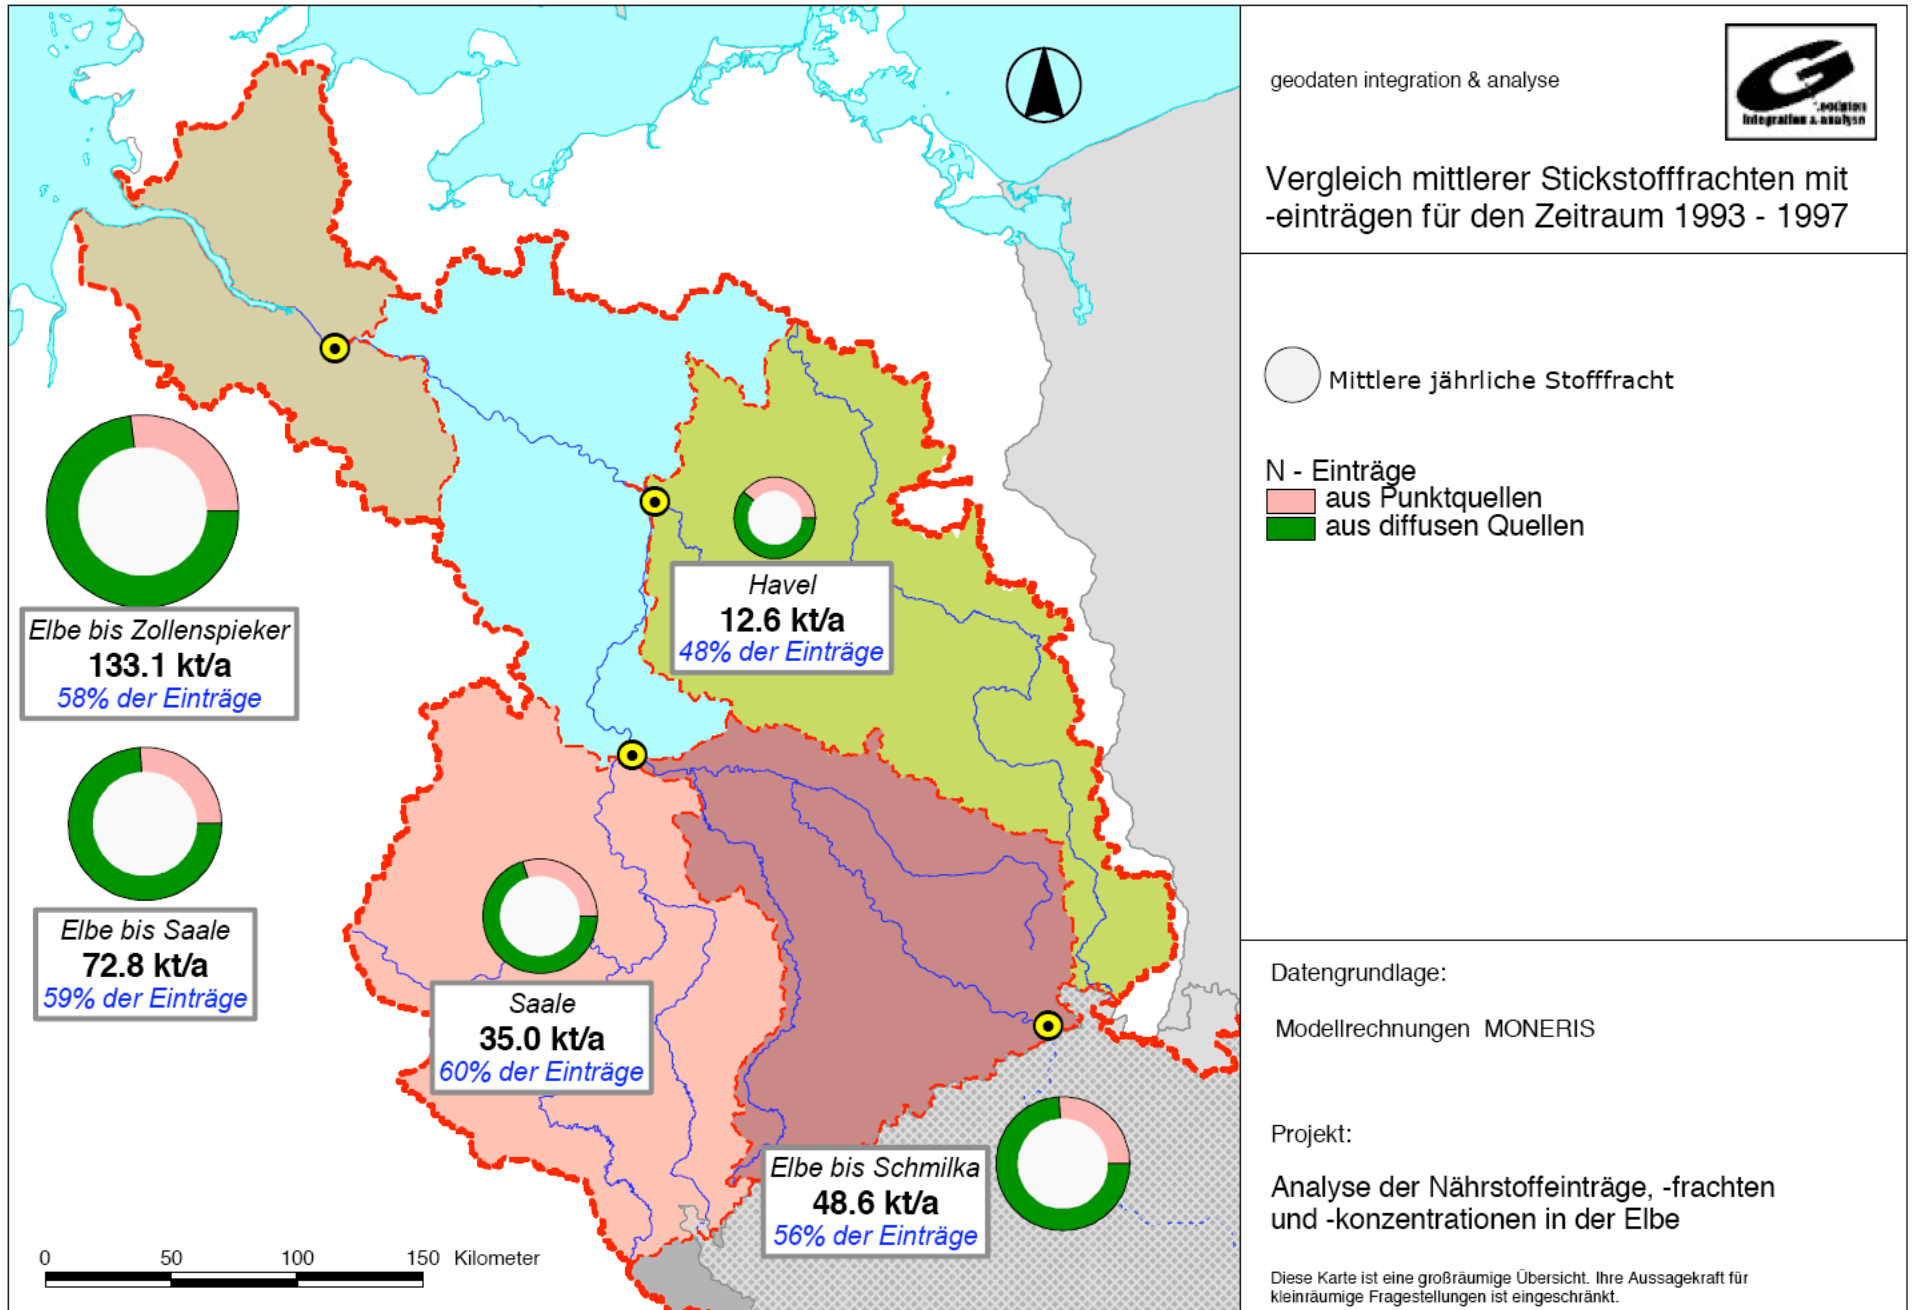 geodaten integration & analyse
Geodaten
integration & analyse
Vergleich mittlerer Stickstofffrachten mit
-einträgen für den Zeitraum 1993 - 1997
Mittlere jährliche Stofffracht
N - Einträge
aus Punktquellen
aus diffusen Quellen
Havel
12.6 kt/a
48% der Einträge
Elbe bis Zollenspieker
133.1 kt/a
58% der Einträge
Elbe bis Saale
72.8 kt/a
59% der Einträge
Saale
35.0 kt/a
60% der Einträge
Elbe bis Schmilka
48.6 kt/a
56% der Einträge
0 50 100 150 Kilometer
Datengrundlage:
Modellrechnungen MONERIS
Projekt:
Analyse der Nährstoffeinträge, -frachten
und -konzentrationen in der Elbe
Diese Karte ist eine großräumige Übersicht. Ihre Aussagekraft für
kleinräumige Fragestellungen ist eingeschränkt.